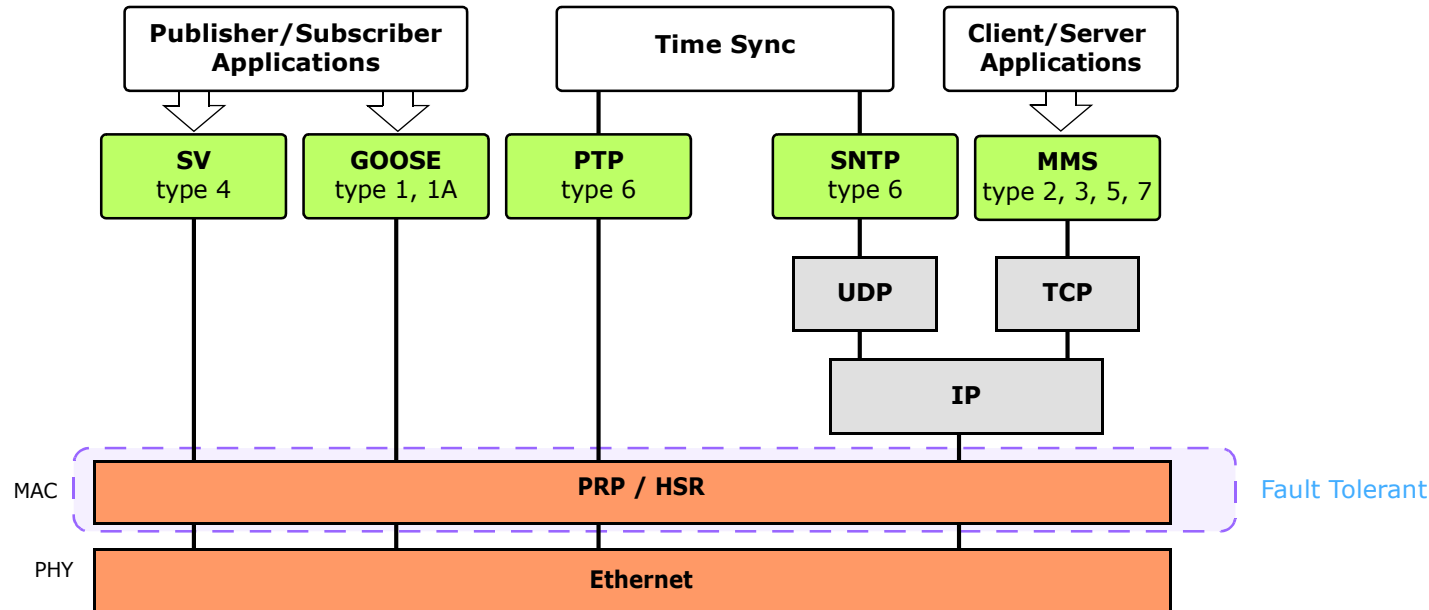 Publisher/Subscriber
Applications
Time Sync
Client/Server
Applications
SV
type 4
GOOSE
type 1, 1A
PTP
type 6
SNTP
type 6
MMS
type 2, 3, 5, 7
UDP
TCP
IP
MAC
PRP / HSR
Fault Tolerant
PHY
Ethernet